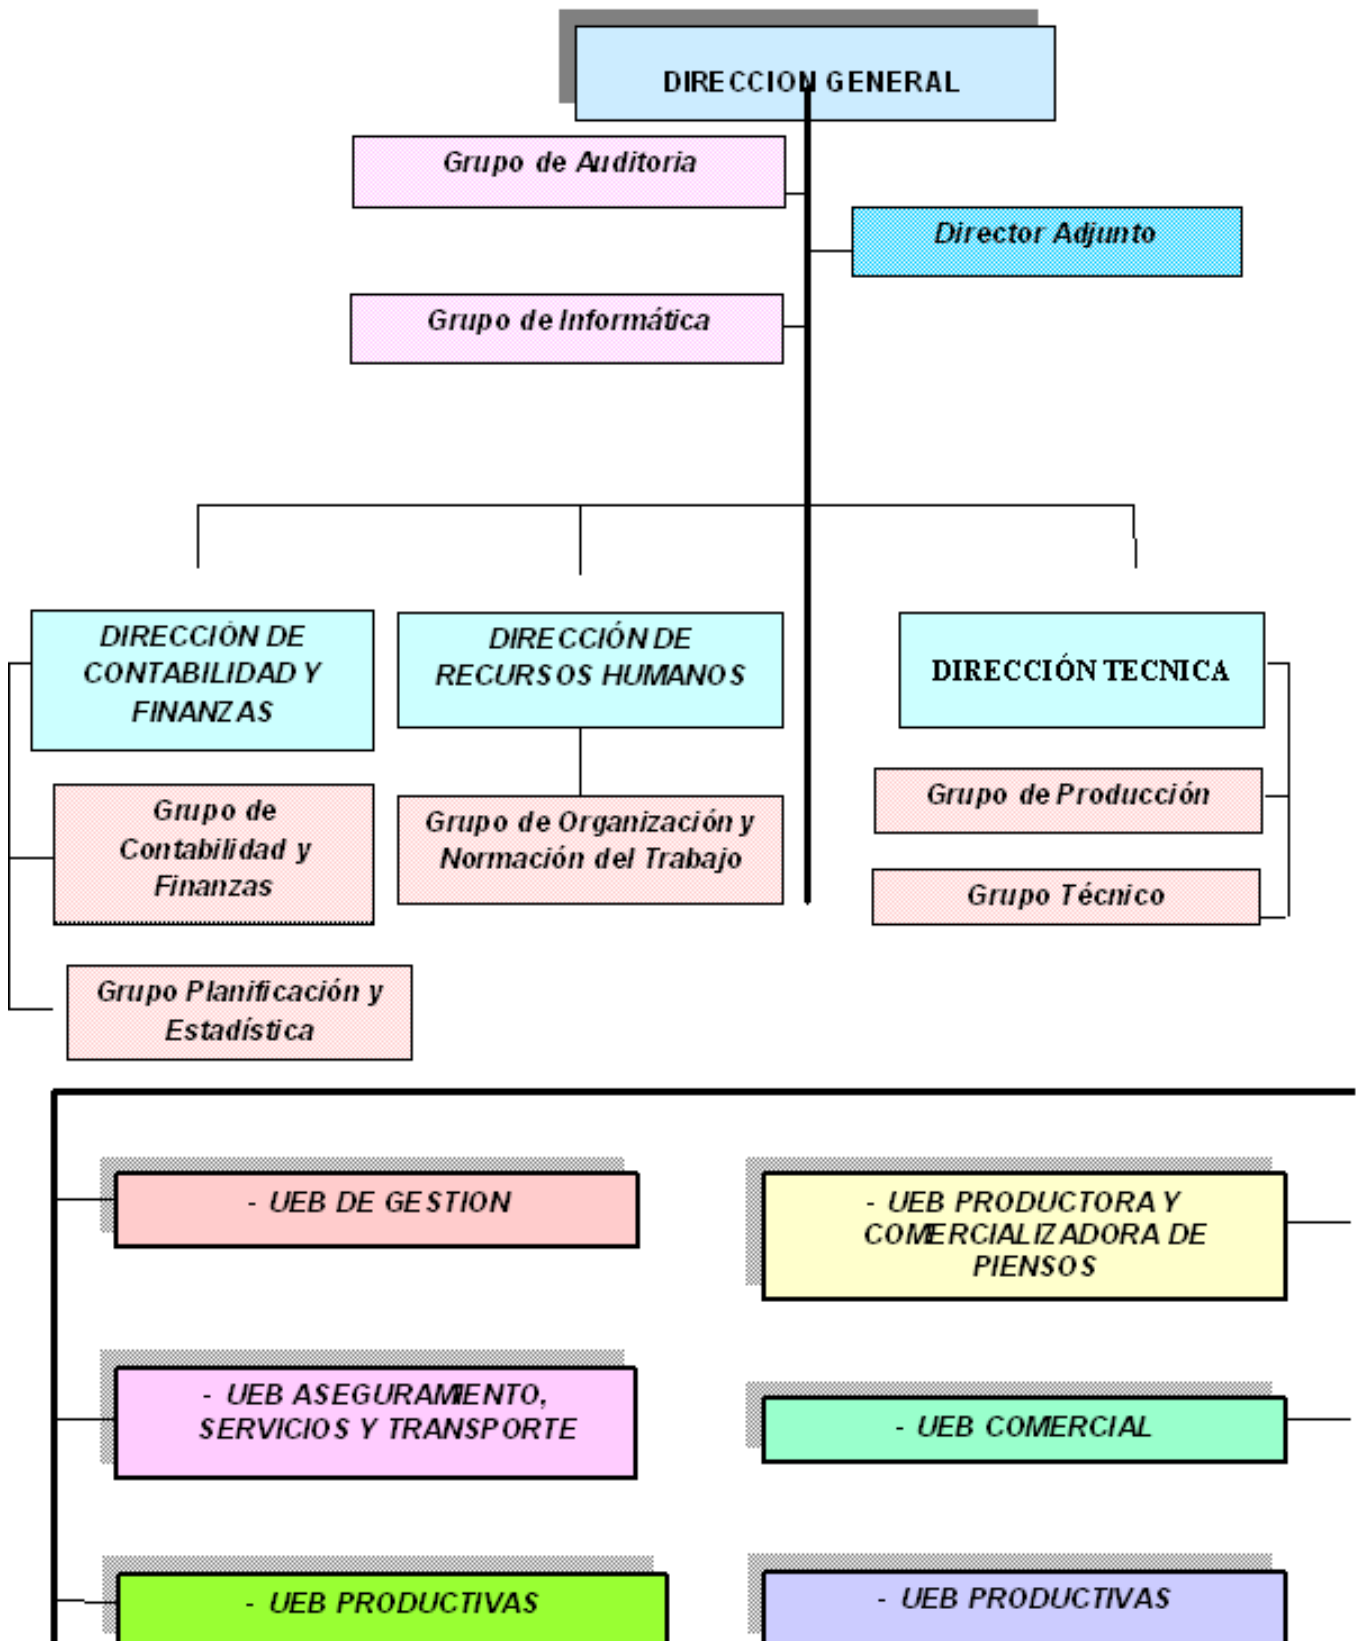 DIRECCION GENERAL
Grupo de Auditoria
Director Adjunto
Grupo de Informática
DIRECCIÓN DE
CONTABILIDAD Y
FINANZAS
DIRECCIÓN DE
RECURSOS HUMANOS
DIRECCIÓN TECNICA
Grupo de
Contabilidad y
Finanzas
Grupo de Organización y
Normación del Trabajo
Grupo de Producción
Grupo Técnico
Grupo Planificación y
Estadística
- UEB DE GESTION
- UEB PRODUCTORA Y
COMERCIALIZADORA DE
PIENSOS
- UEB ASEGURAMIENTO,
SERVICIOS Y TRANSPORTE
- UEB COMERCIAL
- UEB PRODUCTIVAS
- UEB PRODUCTIVAS